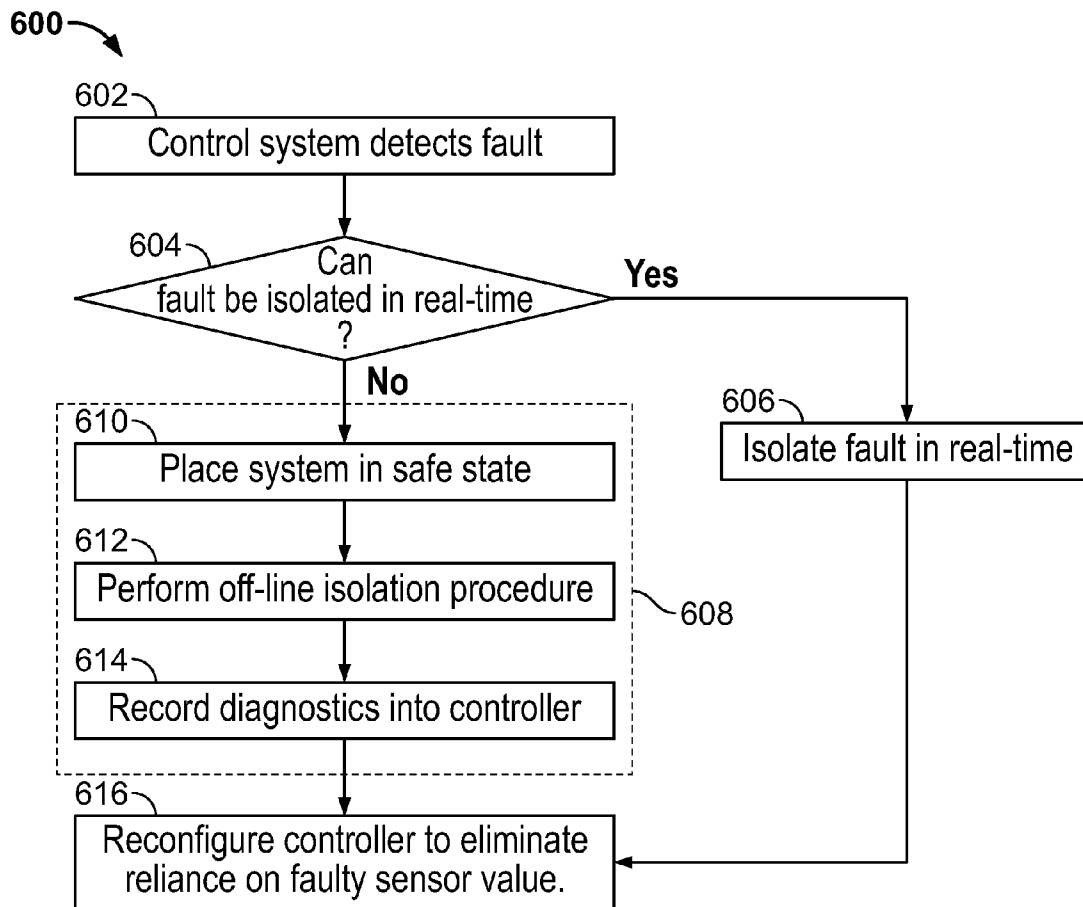 600
602
Control system detects fault
604
Can
fault be isolated in real-time
?
Yes
No
606
Isolate fault in real-time
610
Place system in safe state
612
Perform off-line isolation procedure
608
614
Record diagnostics into controller
616
Reconfigure controller to eliminate
reliance on faulty sensor value.